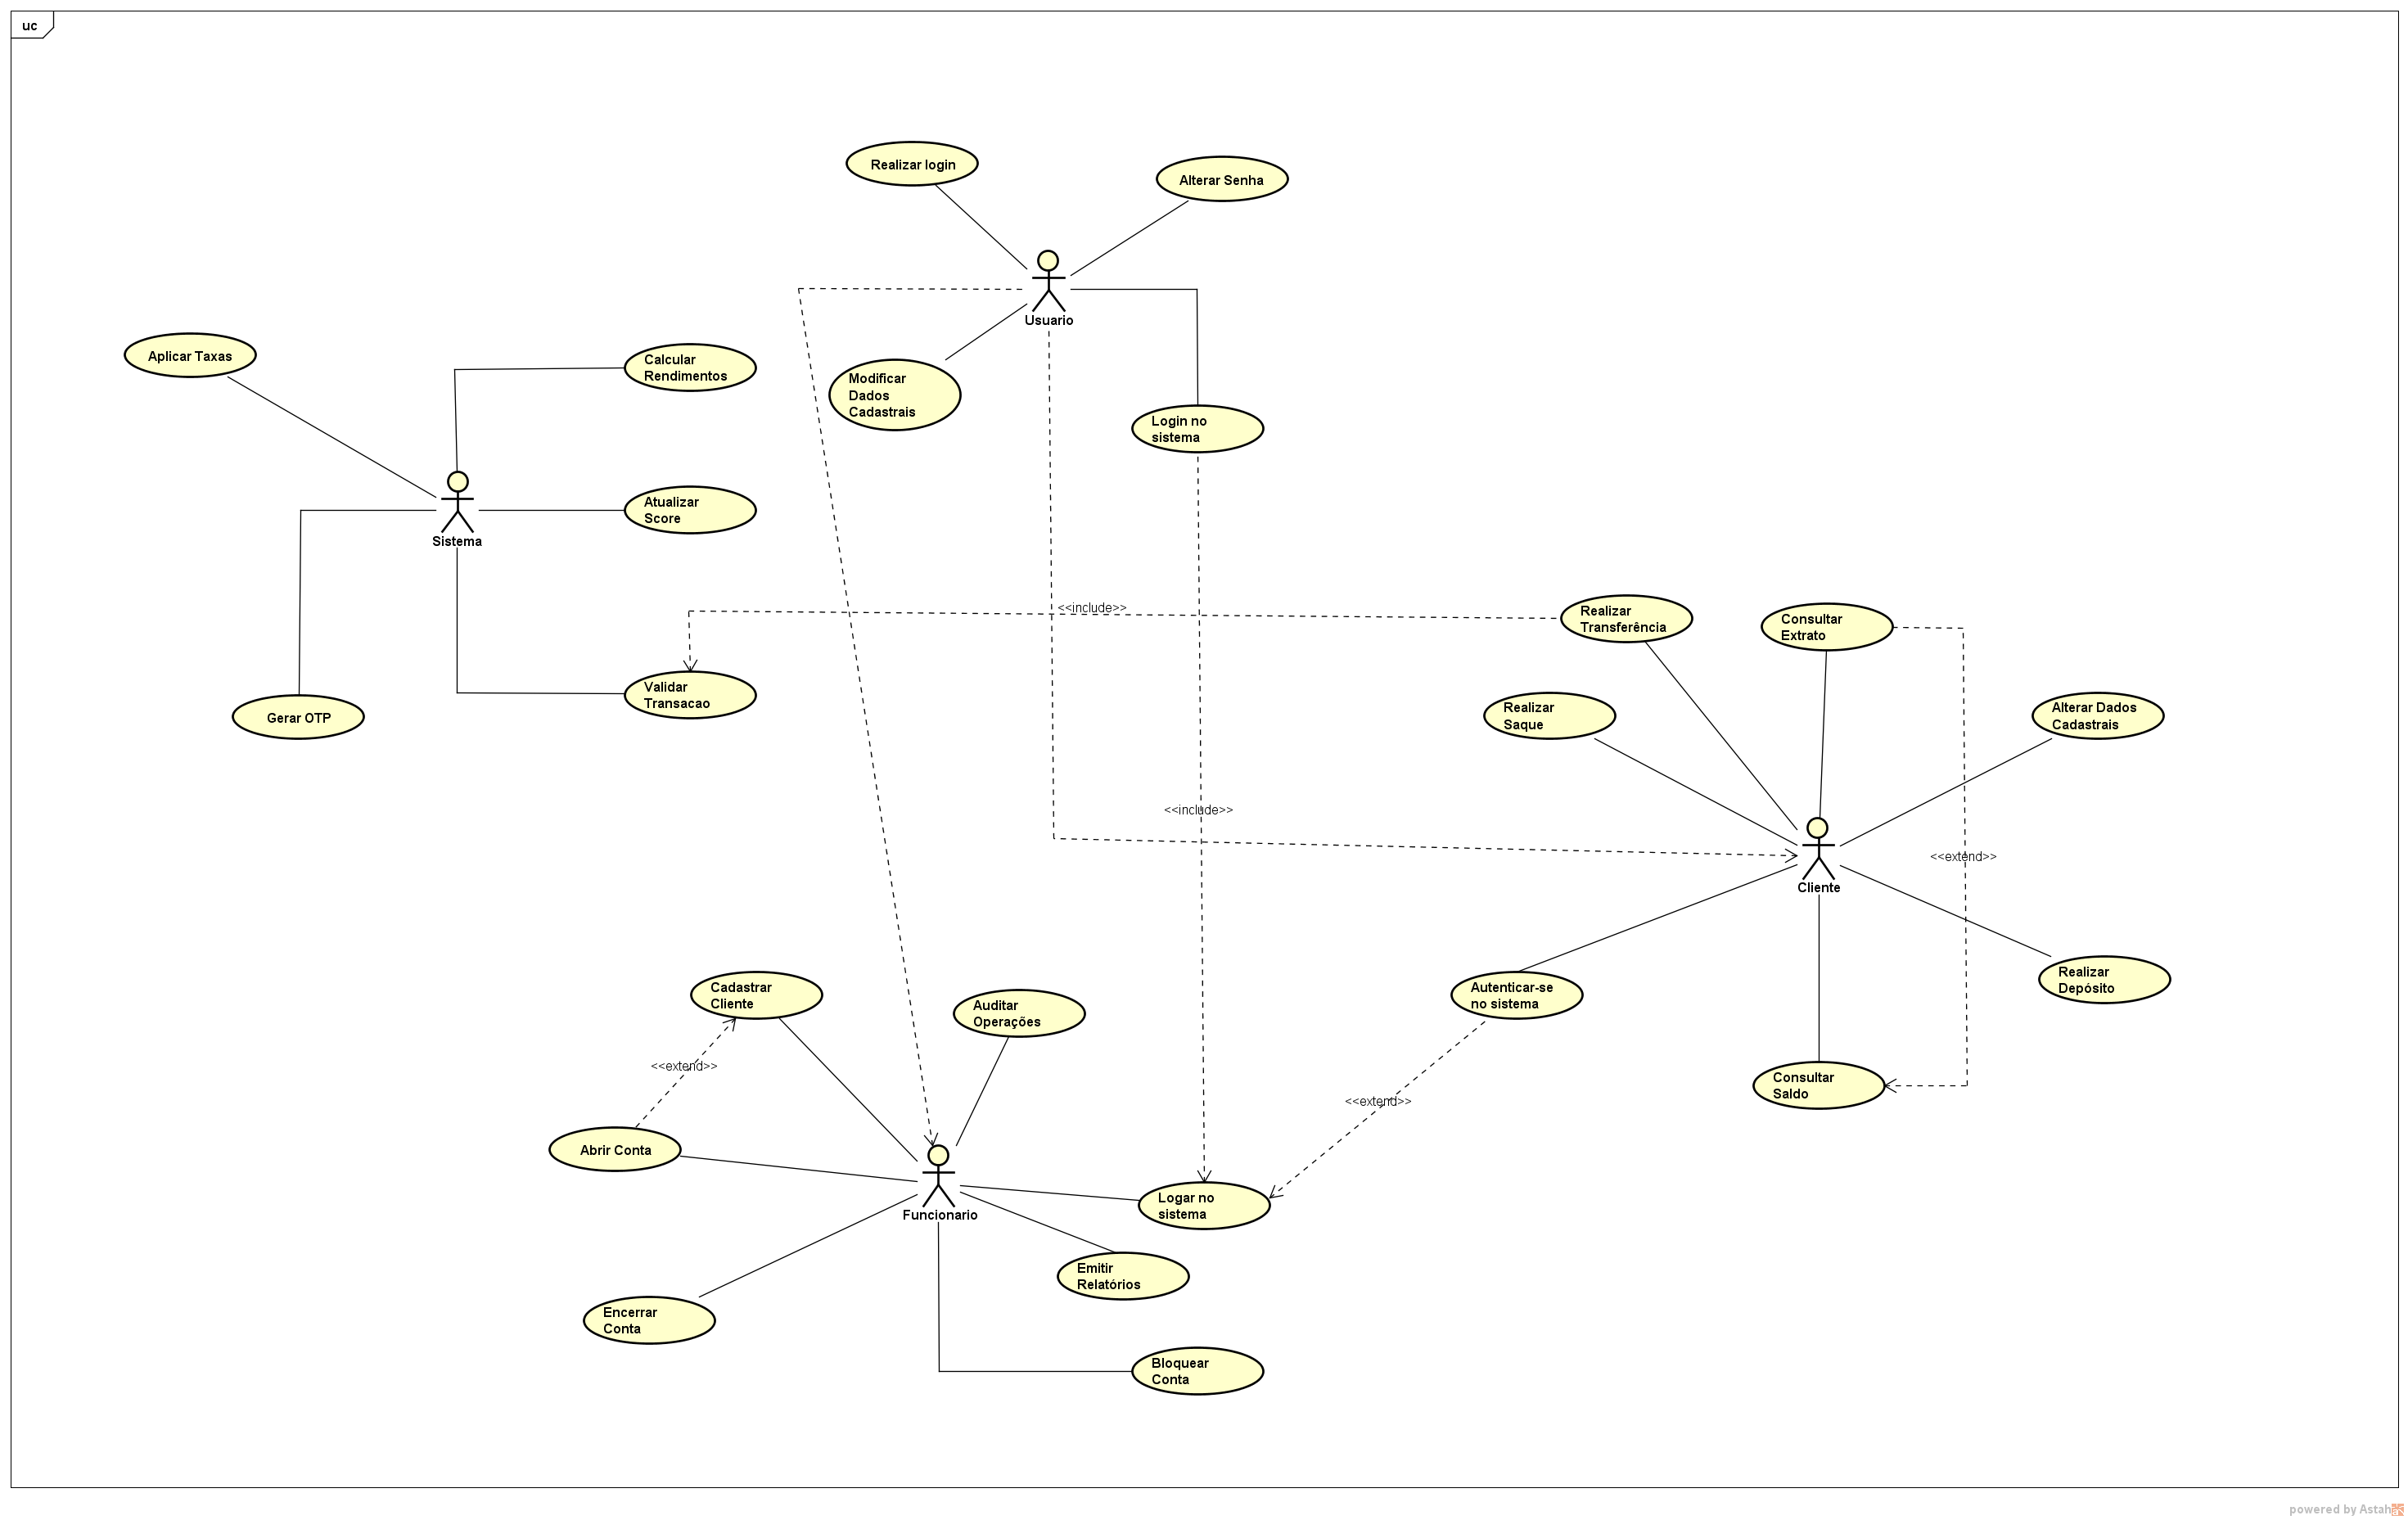 uc
Realizar login
Alterar Senha
Usuario
Aplicar Taxas
Calcular
Rendimentos
Modificar
Dados
Cadastrais
Login no
sistema
Atualizar
Score
Sistema
<<include>>
Realizar
Transferência
Consultar
Extrato
Validar
Transacao
Gerar OTP
Realizar
Saque
Alterar Dados
Cadastrais
<<include>>
<<extend>>
Cliente
Cadastrar
Cliente
Auditar
Operações
Autenticar-se
no sistema
Realizar
Depósito
<<extend>>
Consultar
Saldo
<<extend>>
Abrir Conta
Logar no
sistema
Funcionario
Emitir
Relatórios
Encerrar
Conta
Bloquear
Conta
powered by Astah